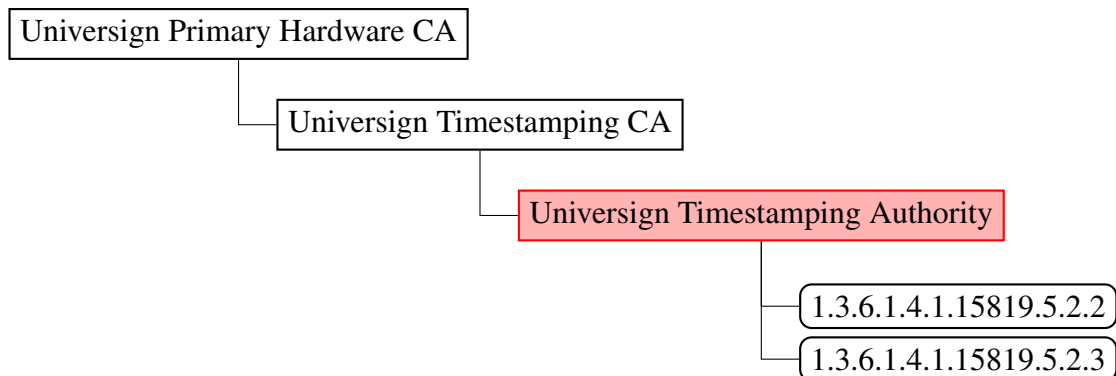 Universign Primary Hardware CA
Universign Timestamping CA
Universign Timestamping Authority
1.3.6.1.4.1.15819.5.2.2
1.3.6.1.4.1.15819.5.2.3